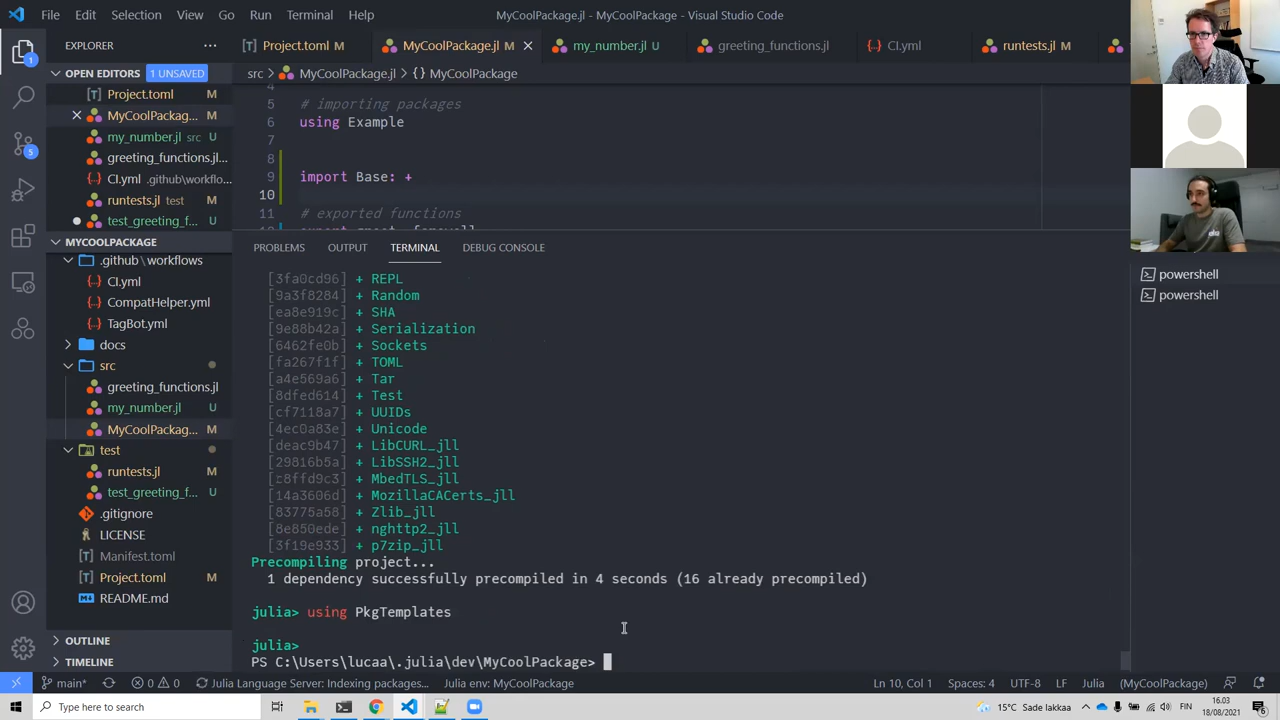 File Edit Selection View Go Run Terminal Help
MyCoolPackage.jl - MyCoolPackage - Visual Studio Code
EXPLORER
OPEN EDITORS 1 UNSAVED
Project.toml M
MyCoolPackag... M
my_number.jl src U
greeting_functions.jl...
CI.yml .github\workflo...
runtests.jl test M
test_greeting_f... U
MYCOOLPACKAGE
.github\workflows
CI.yml
CompatHelper.yml
TagBot.yml
docs
src
greeting_functions.jl
my_number.jl U
MyCoolPackag... M
test
runtests.jl M
test_greeting_f... U
.gitignore
LICENSE
Manifest.toml
Project.toml M
README.md
OUTLINE
TIMELINE
Project.toml M
MyCoolPackage.jl M
my_number.jl U
greeting_functions.jl
CI.yml
runtests.jl M
src > MyCoolPackage.jl > {} MyCoolPackage
4
5 # importing packages
6 using Example
7
8
9 import Base: +
10
11 # exported functions
PROBLEMS OUTPUT TERMINAL DEBUG CONSOLE
[3fa0cd96] + REPL
[9a3f8284] + Random
[ea8e919c] + SHA
[9e88b42a] + Serialization
[6462fe0b] + Sockets
[fa267f1f] + TOML
[a4e569a6] + Tar
[8dfed614] + Test
[cf7118a7] + UUIDs
[4ec0a83e] + Unicode
[deac9b47] + LibCURL_jll
[29816b5a] + LibSSH2_jll
[c8ffd9c3] + MbedTLS_jll
[14a3606d] + MozillaCACerts_jll
[83775a58] + Zlib_jll
[8e850ede] + nghttp2_jll
[3f19e933] + p7zip_jll
Precompiling project...
1 dependency successfully precompiled in 4 seconds (16 already precompiled)
julia> using PkgTemplates
julia>
PS C:\Users\lucaa\.julia\dev\MyCoolPackage>
powershell
powershell
main* 0 0 Julia Language Server: Indexing packages... Julia env: MyCoolPackage
Ln 10, Col 1 Spaces: 4 UTF-8 LF Julia (MyCoolPackage)
Type here to search
15°C Sade lakkaa
FIN
16.03
18/08/2021
6